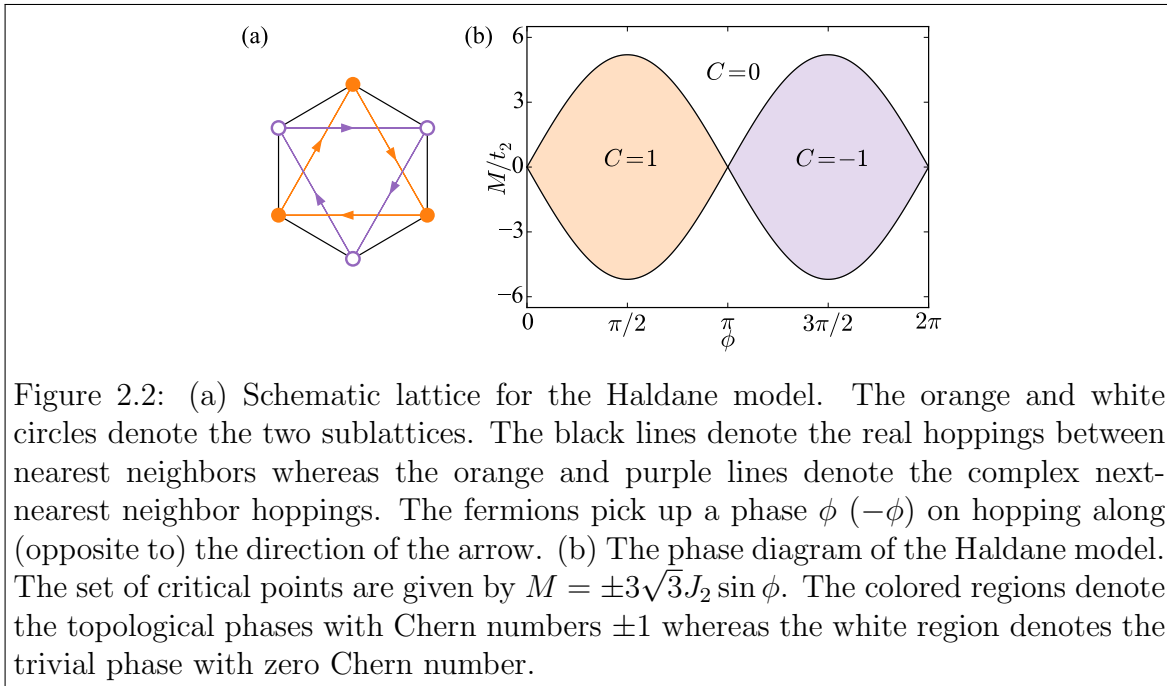 (a)
(b)
6
3
0
−3
−6
M/t₂
C=0
C=1
C=−1
0
π/2
π
3π/2
2π
ϕ
Figure 2.2: (a) Schematic lattice for the Haldane model. The orange and white
circles denote the two sublattices. The black lines denote the real hoppings between
nearest neighbors whereas the orange and purple lines denote the complex next-
nearest neighbor hoppings. The fermions pick up a phase ϕ (−ϕ) on hopping along
(opposite to) the direction of the arrow. (b) The phase diagram of the Haldane model.
The set of critical points are given by M = ±3√3J₂ sin ϕ. The colored regions denote
the topological phases with Chern numbers ±1 whereas the white region denotes the
trivial phase with zero Chern number.